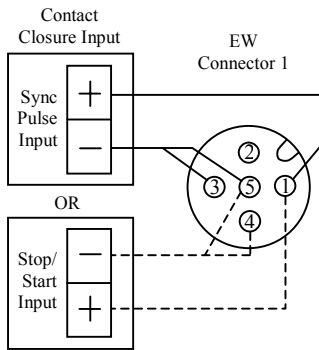 Contact
Closure Input
EW
Connector 1
Sync
Pulse
Input
+
−
2
3
5
1
4
OR
Stop/
Start
Input
−
+